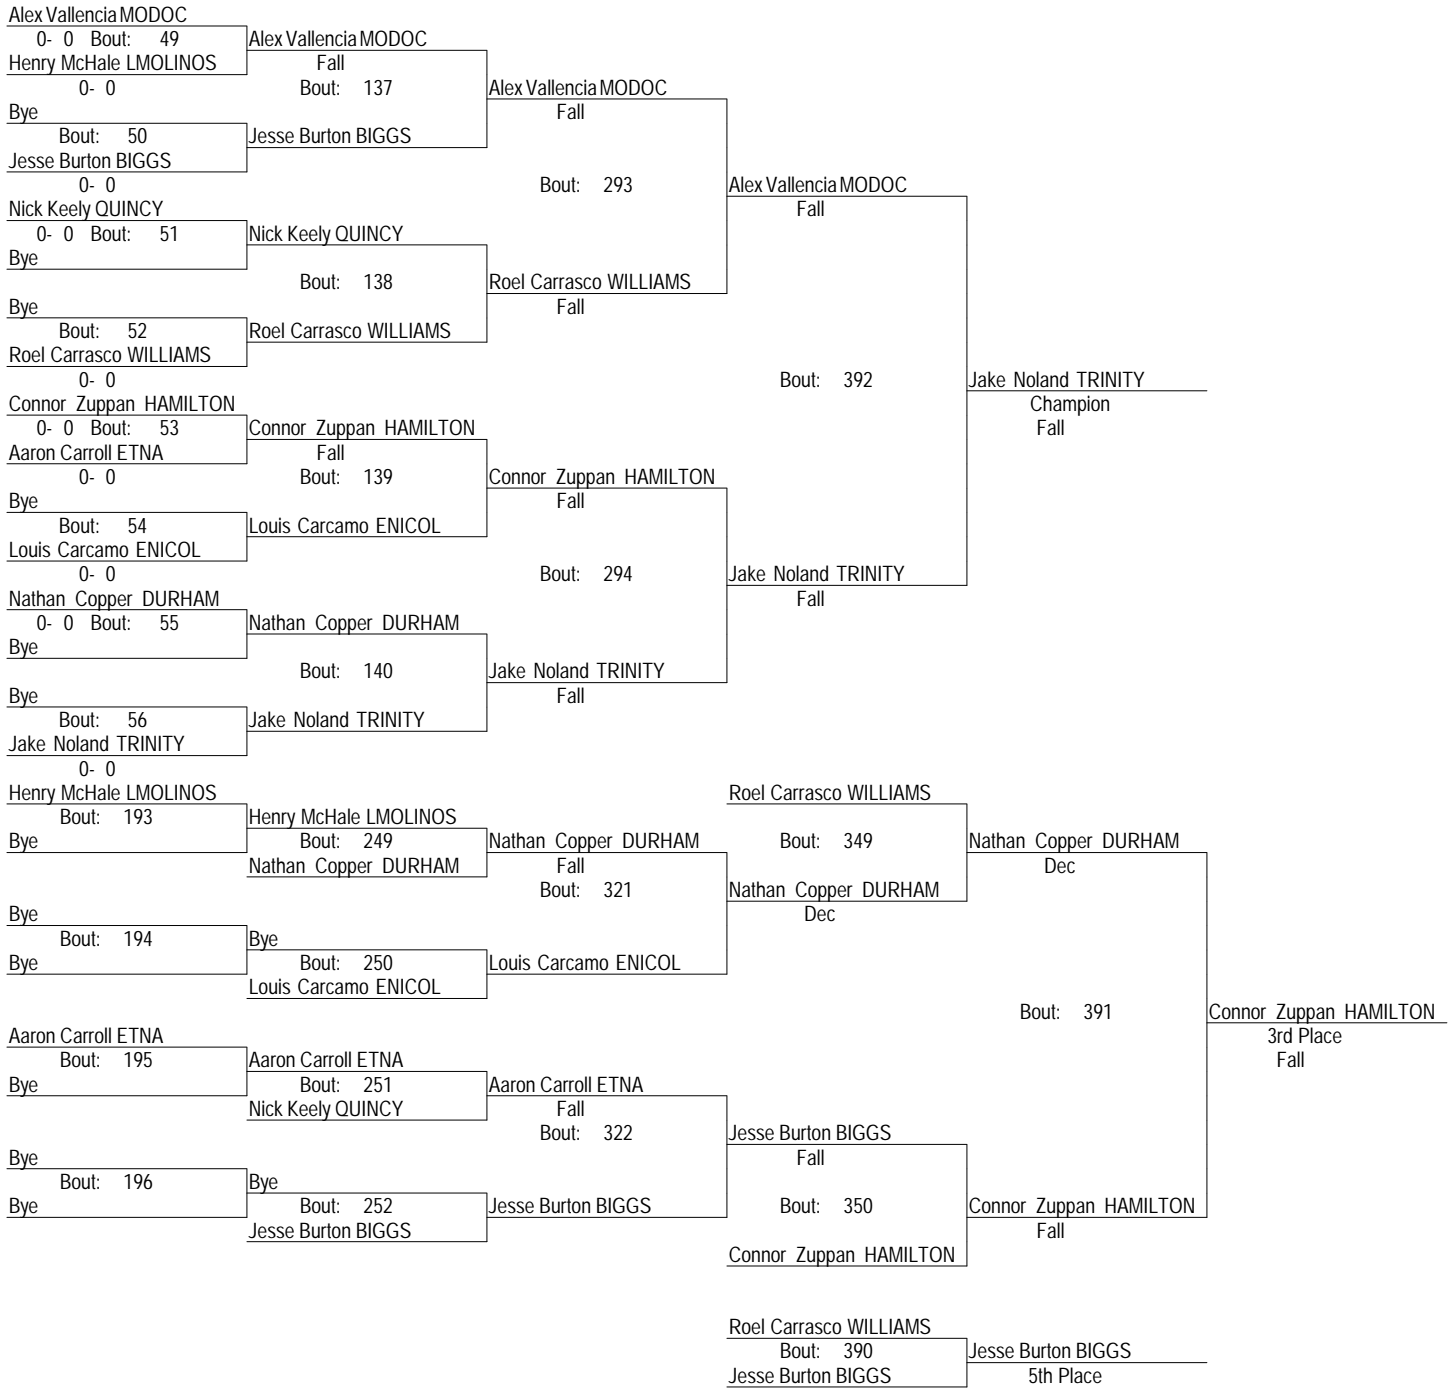 Alex Vallencia MODOC
0- 0 Bout: 49 Alex Vallencia MODOC
Henry McHale LMOLINOS Fall
0- 0 Bout: 137 Alex Vallencia MODOC
Bye Fall
Bout: 50 Jesse Burton BIGGS
Jesse Burton BIGGS
0- 0 Bout: 293 Alex Vallencia MODOC
Nick Keely QUINCY Fall
0- 0 Bout: 51 Nick Keely QUINCY
Bye
Bout: 138 Roel Carrasco WILLIAMS
Bye Fall
Bout: 52 Roel Carrasco WILLIAMS
Roel Carrasco WILLIAMS
0- 0 Bout: 392 Jake Noland TRINITY
Connor Zuppan HAMILTON Champion
0- 0 Bout: 53 Connor Zuppan HAMILTON Fall
Aaron Carroll ETNA Fall
0- 0 Bout: 139 Connor Zuppan HAMILTON
Bye Fall
Bout: 54 Louis Carcamo ENICOL
Louis Carcamo ENICOL
0- 0 Bout: 294 Jake Noland TRINITY
Nathan Copper DURHAM Fall
0- 0 Bout: 55 Nathan Copper DURHAM
Bye
Bout: 140 Jake Noland TRINITY
Bye Fall
Bout: 56 Jake Noland TRINITY
Jake Noland TRINITY
0- 0
Henry McHale LMOLINOS Roel Carrasco WILLIAMS
Bout: 193 Henry McHale LMOLINOS
Bye Bout: 249 Nathan Copper DURHAM Bout: 349 Nathan Copper DURHAM
Nathan Copper DURHAM Fall Dec
Bout: 321 Nathan Copper DURHAM
Bye Dec
Bout: 194 Bye
Bye Bout: 250 Louis Carcamo ENICOL
Louis Carcamo ENICOL
Bout: 391 Connor Zuppan HAMILTON
Aaron Carroll ETNA 3rd Place
Bout: 195 Aaron Carroll ETNA Fall
Bye Bout: 251 Aaron Carroll ETNA
Nick Keely QUINCY Fall
Bout: 322 Jesse Burton BIGGS
Bye Fall
Bout: 196 Bye
Bye Bout: 252 Jesse Burton BIGGS Bout: 350 Connor Zuppan HAMILTON
Jesse Burton BIGGS Fall
Connor Zuppan HAMILTON
Roel Carrasco WILLIAMS
Bout: 390 Jesse Burton BIGGS
Jesse Burton BIGGS 5th Place